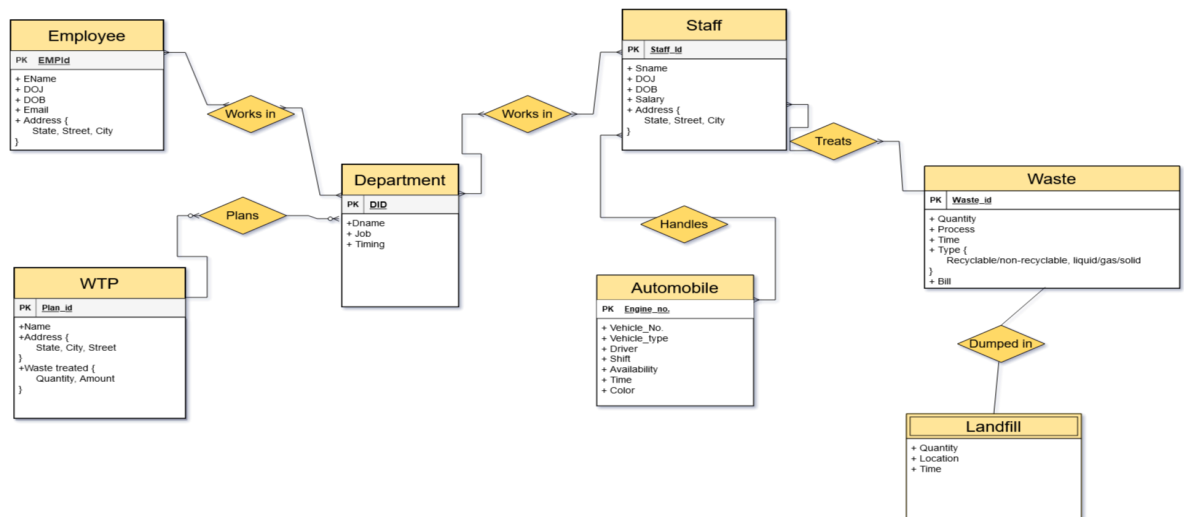 Employee
PK EMPId
+ EName
+ DOJ
+ DOB
+ Email
+ Address {
State, Street, City
}
Works in
Department
PK DID
+Dname
+ Job
+ Timing
Plans
WTP
PK Plan_id
+Name
+Address {
State, City, Street
}
+Waste treated {
Quantity, Amount
}
Works in
Staff
PK Staff_Id
+ Sname
+ DOJ
+ DOB
+ Salary
+ Address {
State, Street, City
}
Treats
Handles
Automobile
PK Engine_no.
+ Vehicle_No.
+ Vehicle_type
+ Driver
+ Shift
+ Availability
+ Time
+ Color
Waste
PK Waste_id
+ Quantity
+ Process
+ Time
+ Type {
Recyclable/non-recyclable, liquid/gas/solid
}
+ Bill
Dumped in
Landfill
+ Quantity
+ Location
+ Time